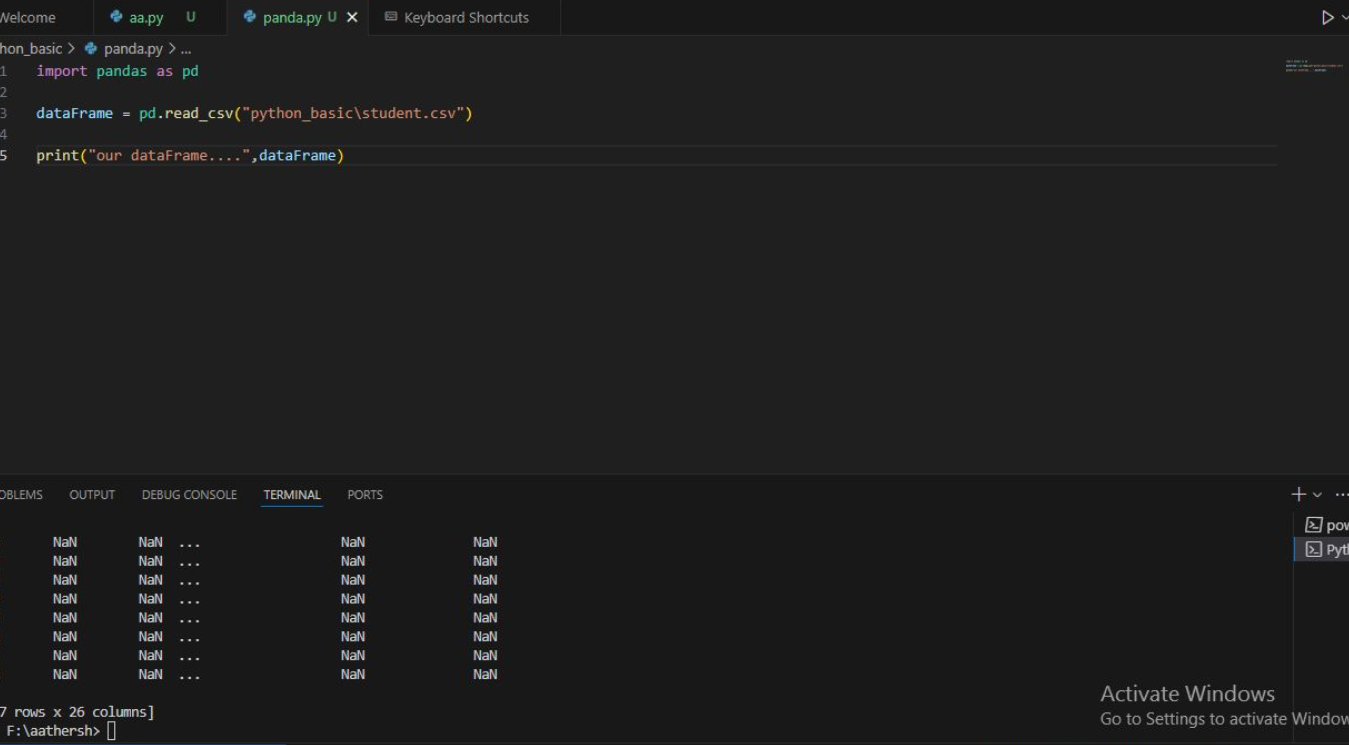 Welcome aa.py U panda.py U Keyboard Shortcuts
hon_basic > panda.py > ...
1 import pandas as pd
2
3 dataFrame = pd.read_csv("python_basic\student.csv")
4
5 print("our dataFrame....",dataFrame)
OBLEMS OUTPUT DEBUG CONSOLE TERMINAL PORTS
NaN NaN ... NaN NaN
NaN NaN ... NaN NaN
NaN NaN ... NaN NaN
NaN NaN ... NaN NaN
NaN NaN ... NaN NaN
NaN NaN ... NaN NaN
NaN NaN ... NaN NaN
NaN NaN ... NaN NaN
7 rows x 26 columns]
F:\aathersh>
pow
Pyth
Activate Windows
Go to Settings to activate Window